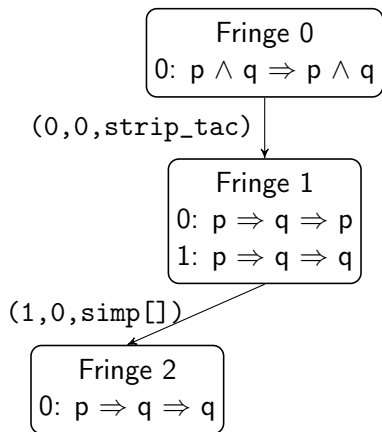 Fringe 0
0: p ∧ q ⇒ p ∧ q
(0,0,strip_tac)
Fringe 1
0: p ⇒ q ⇒ p
1: p ⇒ q ⇒ q
(1,0,simp[])
Fringe 2
0: p ⇒ q ⇒ q